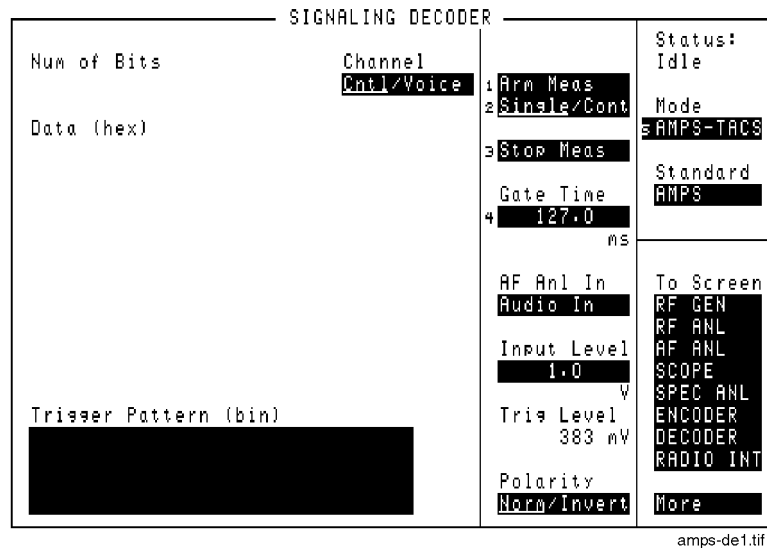 SIGNALING DECODER
Num of Bits
Channel
Cntl/Voice
Data (hex)
Trigger Pattern (bin)
1 Arm Meas
2 Single/Cont
3 Stop Meas
Gate Time
4 127.0
ms
AF Anl In
Audio In
Input Level
1.0
V
Trig Level
383 mV
Polarity
Norm/Invert
Status:
Idle
Mode
5 AMPS-TACS
Standard
AMPS
To Screen
RF GEN
RF ANL
AF ANL
SCOPE
SPEC ANL
ENCODER
DECODER
RADIO INT
More
amps-de1.tif